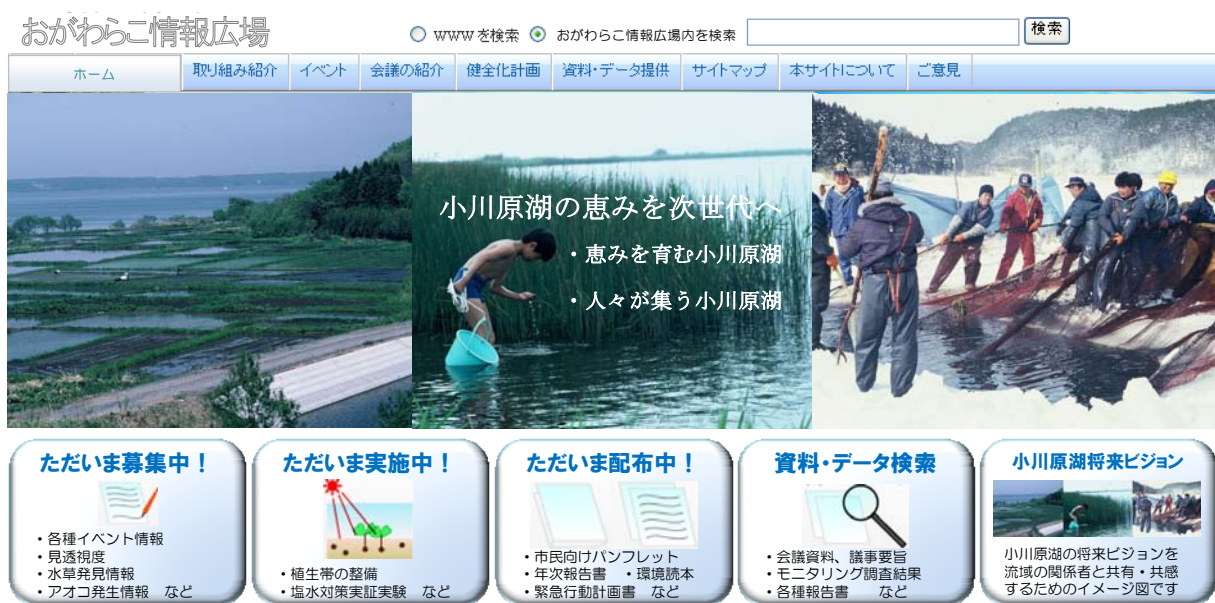 おがわらこ情報広場
WWW を検索 おがわらこ情報広場内を検索 検索
ホーム 取り組み紹介 イベント 会議の紹介 健全化計画 資料・データ提供 サイトマップ 本サイトについて ご意見
小川原湖の恵みを次世代へ
・恵みを育む小川原湖
・人々が集う小川原湖
ただいま募集中！
・各種イベント情報
・見透視度
・水草発見情報
・アオコ発生情報 など
ただいま実施中！
・植生帯の整備
・塩水対策実証実験 など
ただいま配布中！
・市民向けパンフレット
・年次報告書 ・環境読本
・緊急行動計画書 など
資料・データ検索
・会議資料、議事要旨
・モニタリング調査結果
・各種報告書 など
小川原湖将来ビジョン
小川原湖の将来ビジョンを
流域の関係者と共有・共感
するためのイメージ図です